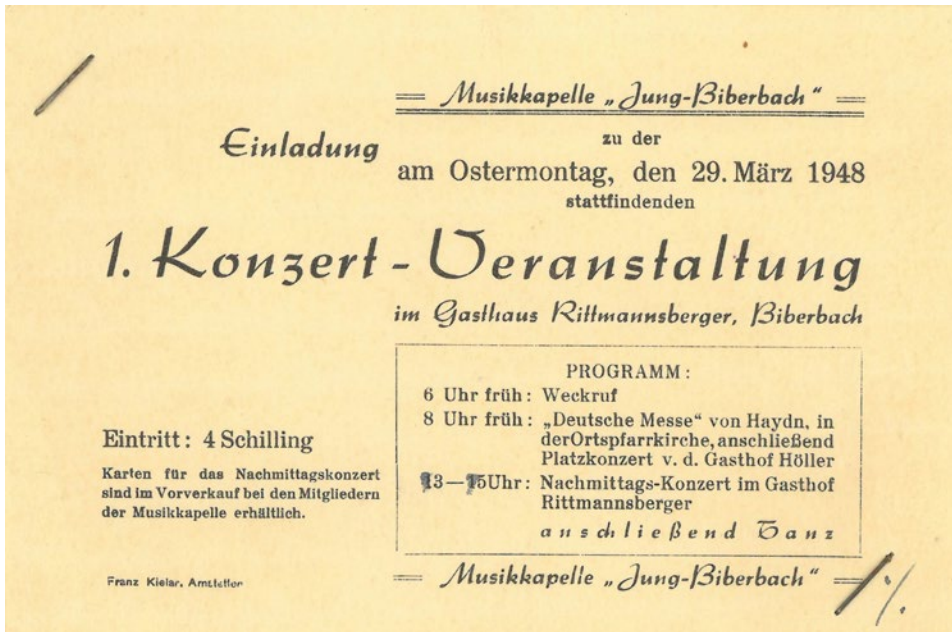 Musikkapelle „Jung-Biberbach“
Einladung
zu der
am Ostermontag, den 29. März 1948
stattfindenden
1. Konzert - Veranstaltung
im Gasthaus Rittmannsberger, Biberbach
PROGRAMM:
6 Uhr früh: Weckruf
8 Uhr früh: „Deutsche Messe“ von Haydn, in
derOrtspfarrkirche, anschließend
Platzkonzert v. d. Gasthof Höller
13—15Uhr: Nachmittags-Konzert im Gasthof
Rittmannsberger
anschließend Tanz
Eintritt: 4 Schilling
Karten für das Nachmittagskonzert
sind im Vorverkauf bei den Mitgliedern
der Musikkapelle erhältlich.
Franz Kielar, Amstetten
Musikkapelle „Jung-Biberbach“